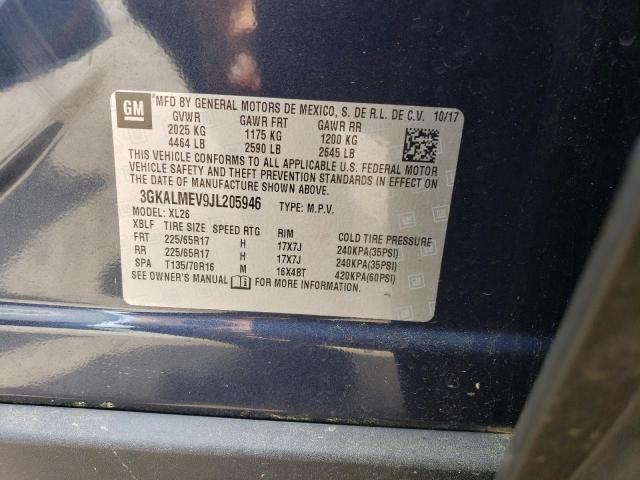 GM MFD BY GENERAL MOTORS DE MEXICO, S. DE R.L. DE C.V. 10/17
GVWR GAWR FRT GAWR RR
2025 KG 1175 KG 1200 KG
4464 LB 2590 LB 2645 LB
THIS VEHICLE CONFORMS TO ALL APPLICABLE U.S. FEDERAL MOTOR
VEHICLE SAFETY AND THEFT PREVENTION STANDARDS IN EFFECT
ON THE DATE OF MANUFACTURE SHOWN ABOVE.
3GKALMEV9JL205946 TYPE: M.P.V.
MODEL: XL26
XBLF TIRE SIZE SPEED RTG RIM COLD TIRE PRESSURE
FRT 225/65R17 H 17X7J 240KPA(35PSI)
RR 225/65R17 H 17X7J 240KPA(35PSI)
SPA T135/70R16 M 16X4BT 420KPA(60PSI)
SEE OWNER'S MANUAL FOR MORE INFORMATION.